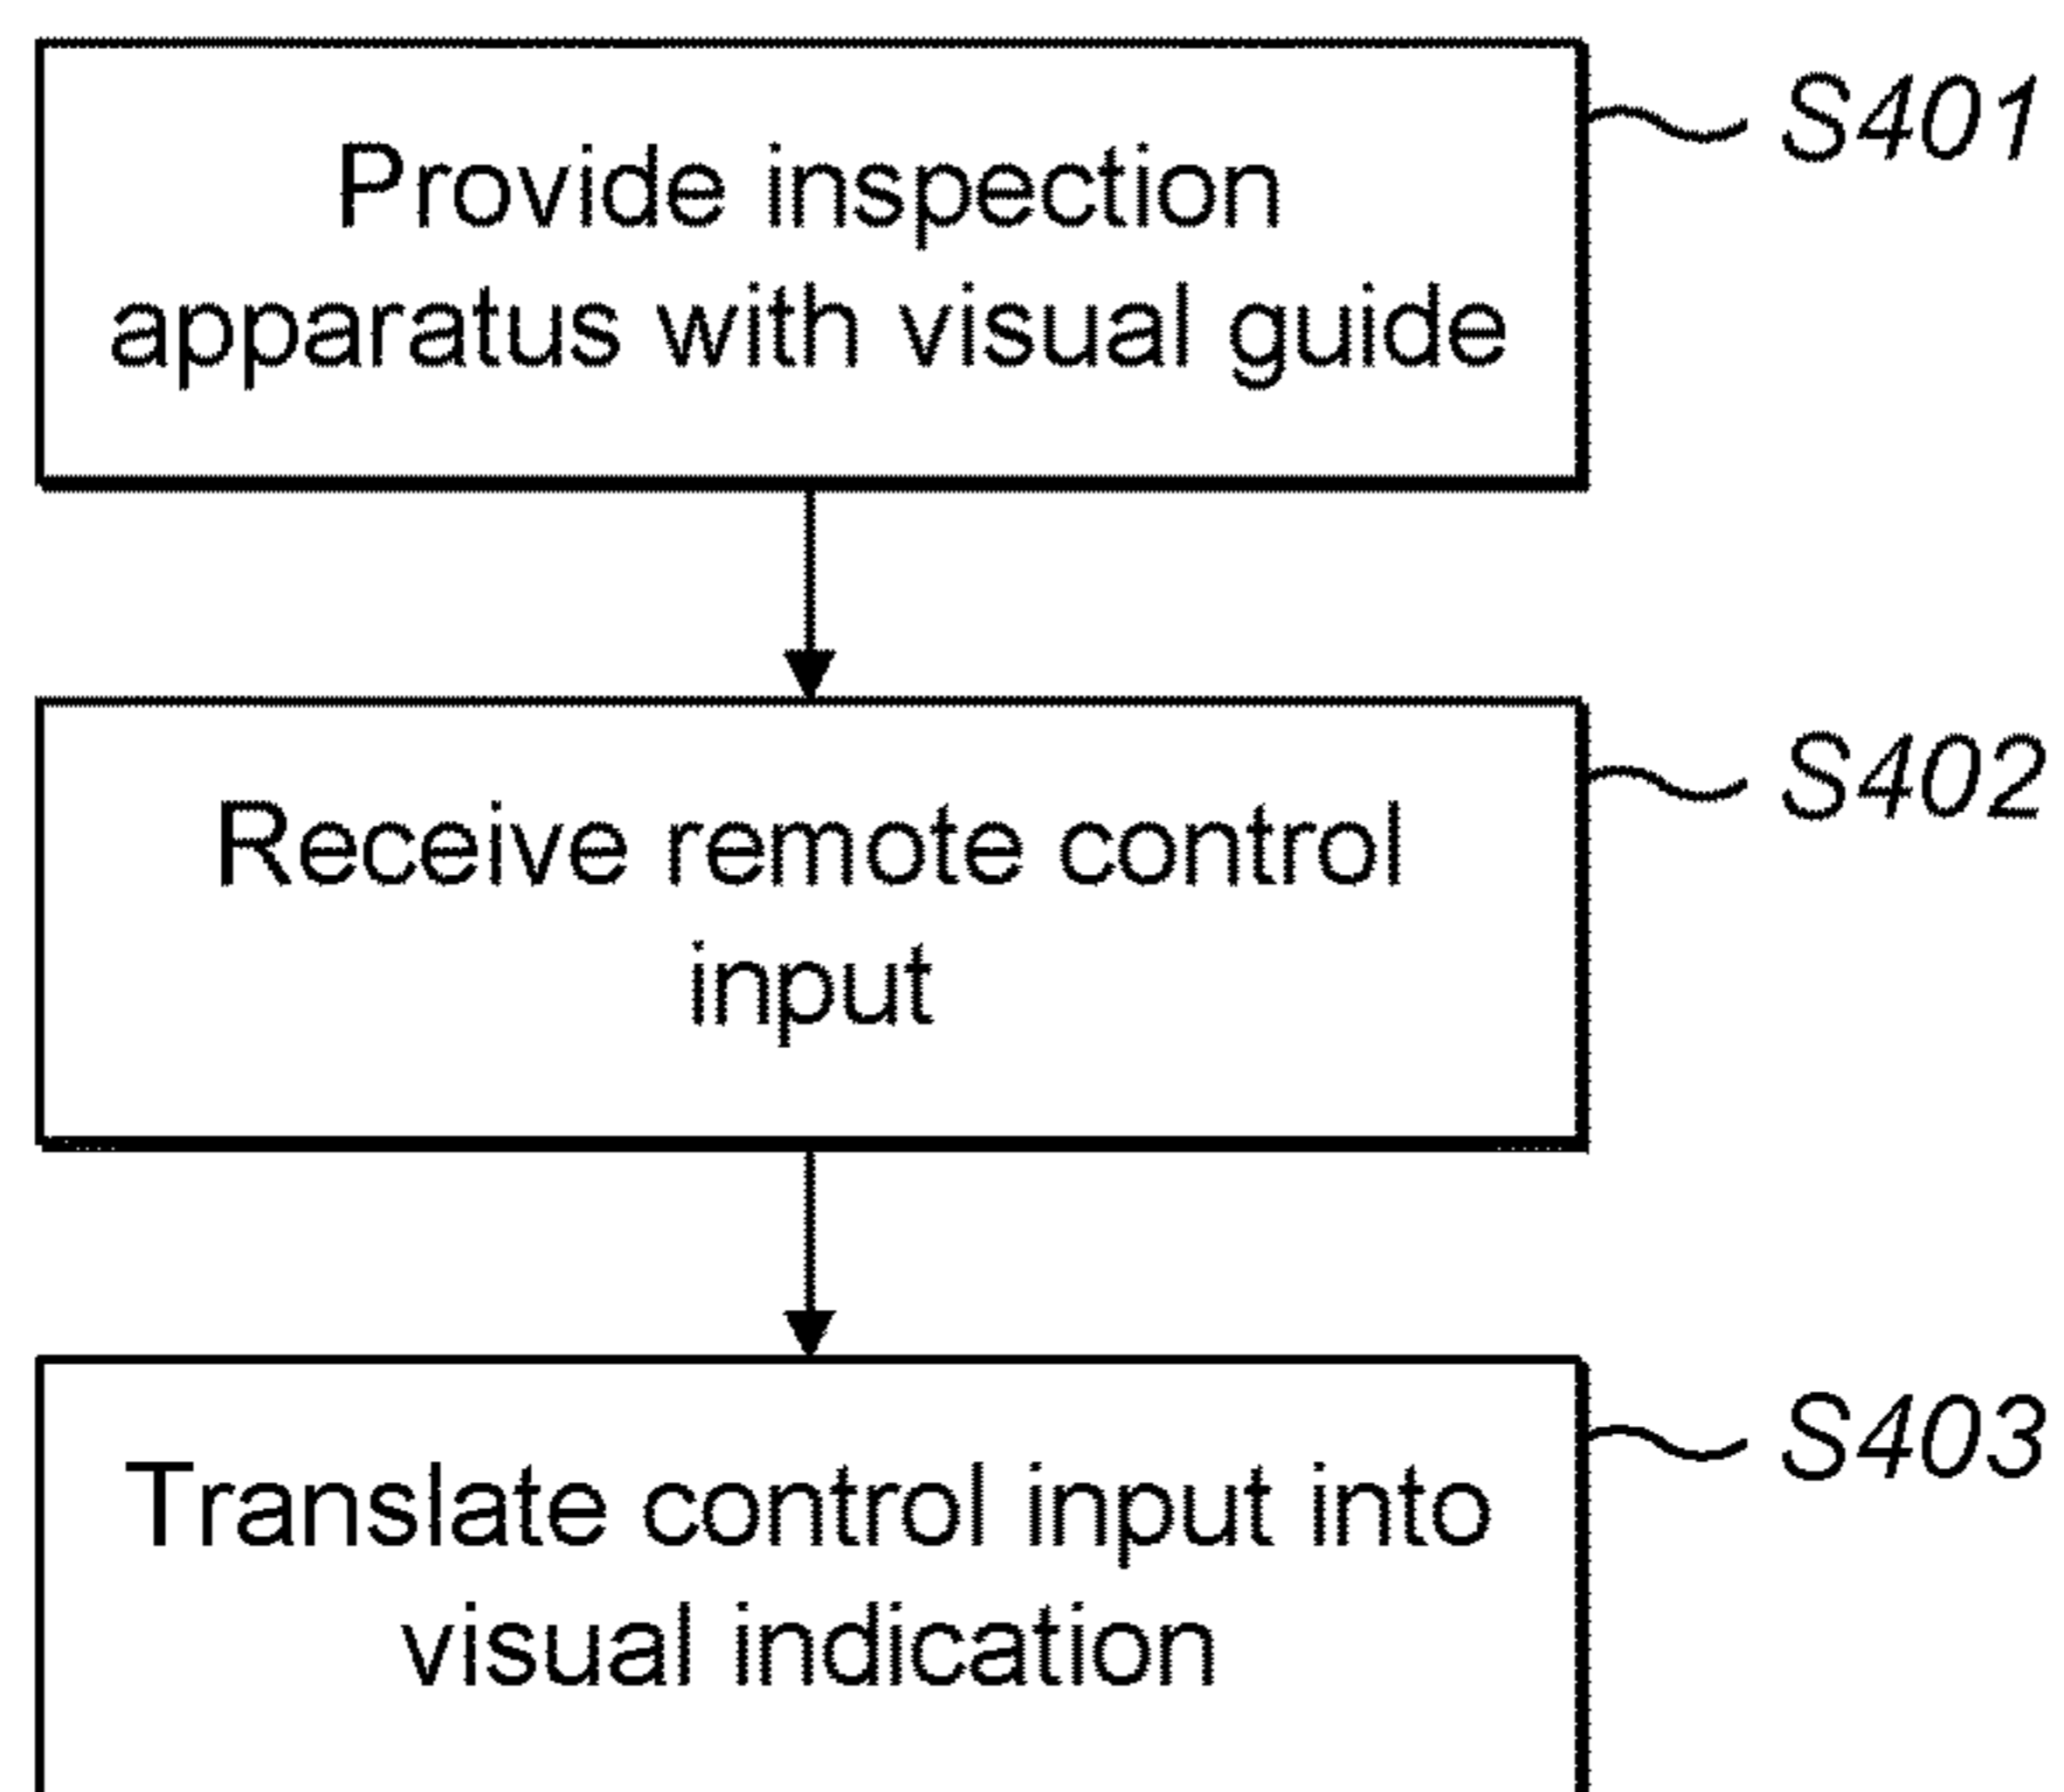 Provide inspection
apparatus with visual guide
S401
Receive remote control
input
S402
Translate control input into
visual indication
S403